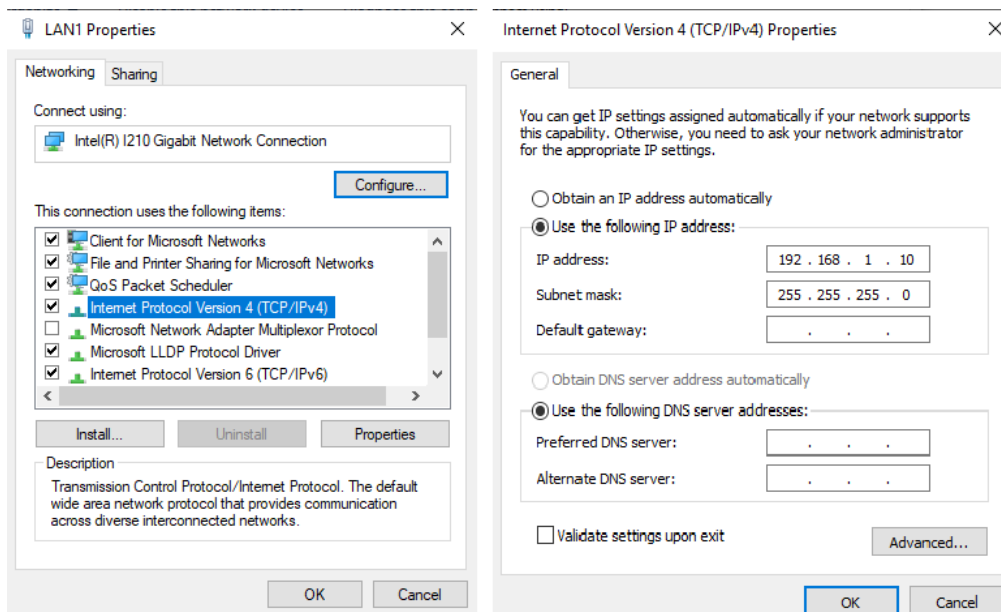 LAN1 Properties
Networking
Sharing
Connect using:
Intel(R) I210 Gigabit Network Connection
Configure...
This connection uses the following items:
Client for Microsoft Networks
File and Printer Sharing for Microsoft Networks
QoS Packet Scheduler
Internet Protocol Version 4 (TCP/IPv4)
Microsoft Network Adapter Multiplexor Protocol
Microsoft LLDP Protocol Driver
Internet Protocol Version 6 (TCP/IPv6)
Install...
Uninstall
Properties
Description
Transmission Control Protocol/Internet Protocol. The default
wide area network protocol that provides communication
across diverse interconnected networks.
OK
Cancel
Internet Protocol Version 4 (TCP/IPv4) Properties
General
You can get IP settings assigned automatically if your network supports
this capability. Otherwise, you need to ask your network administrator
for the appropriate IP settings.
Obtain an IP address automatically
Use the following IP address:
IP address: 192 . 168 . 1 . 10
Subnet mask: 255 . 255 . 255 . 0
Default gateway: . . .
Obtain DNS server address automatically
Use the following DNS server addresses:
Preferred DNS server: . . .
Alternate DNS server: . . .
Validate settings upon exit
Advanced...
OK
Cancel